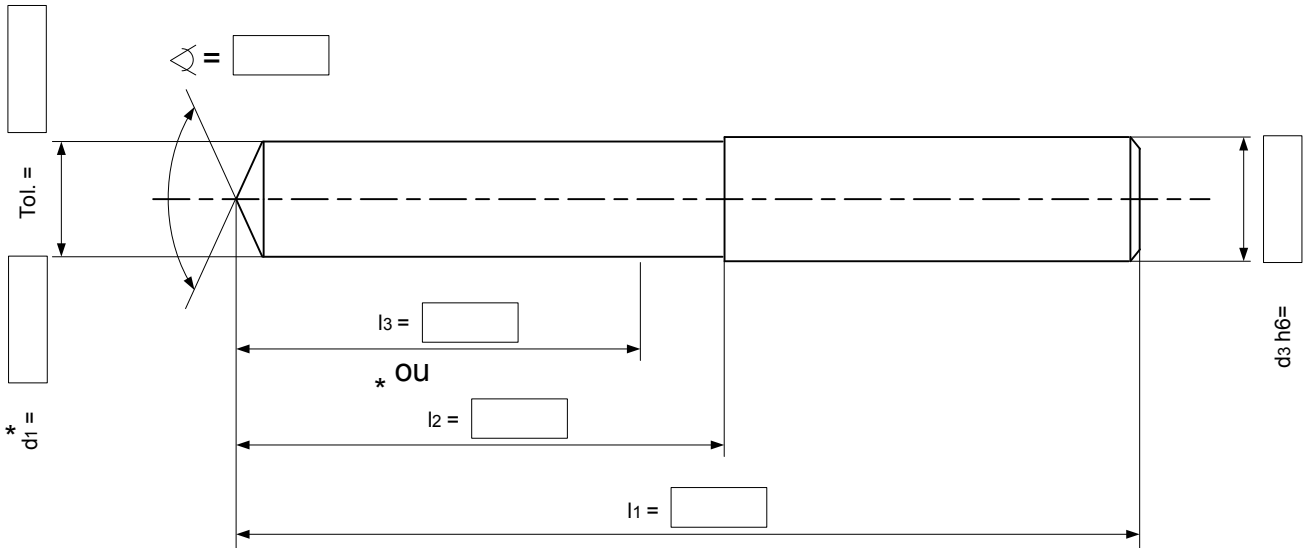 ∢ =
Tol. =
* d1 =
l3 =
* ou
l2 =
l1 =
d3 h6=